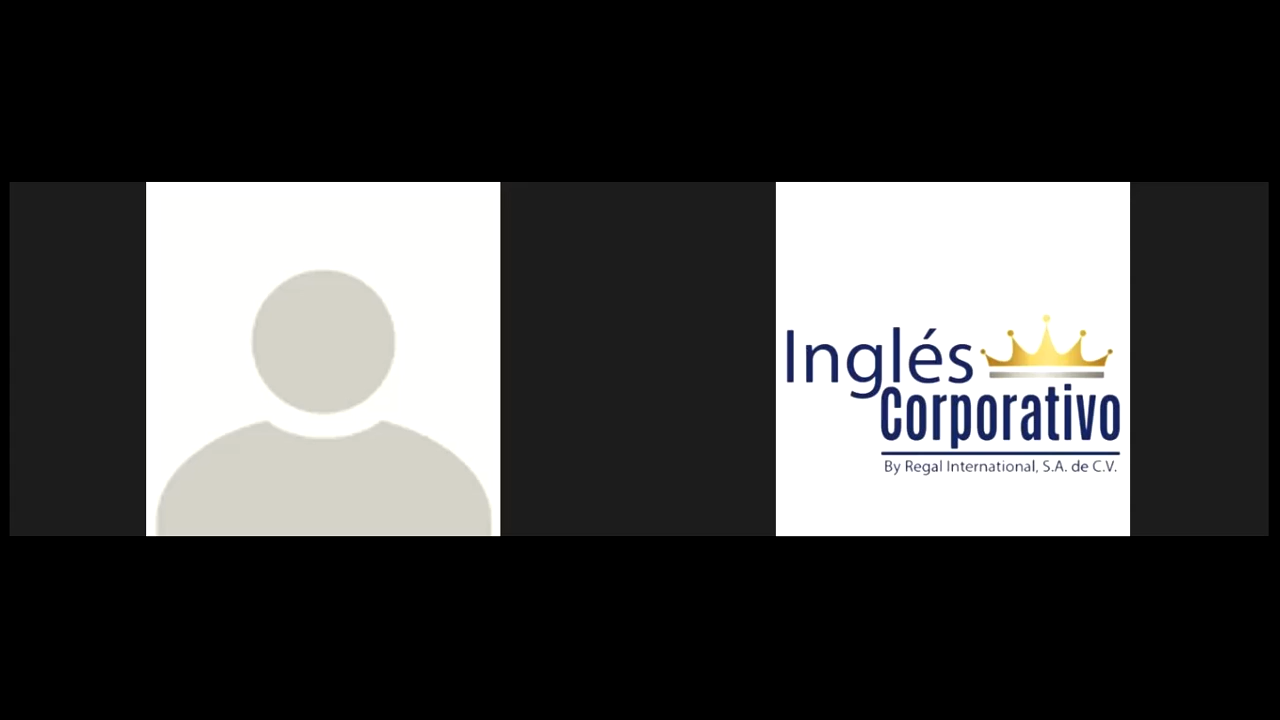 Inglés
Corporativo
By Regal International, S.A. de C.V.